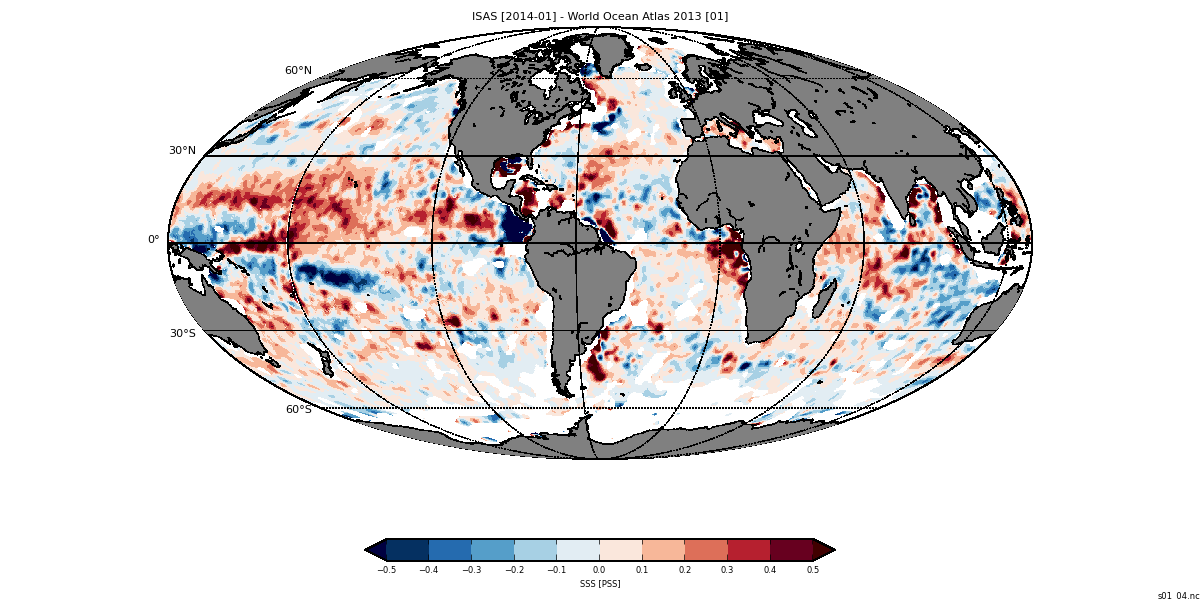 ISAS [2014-01] - World Ocean Atlas 2013 [01]
60°N
30°N
0°
30°S
60°S
−0.5 −0.4 −0.3 −0.2 −0.1 0.0 0.1 0.2 0.3 0.4 0.5
SSS [PSS]
s01_04.nc